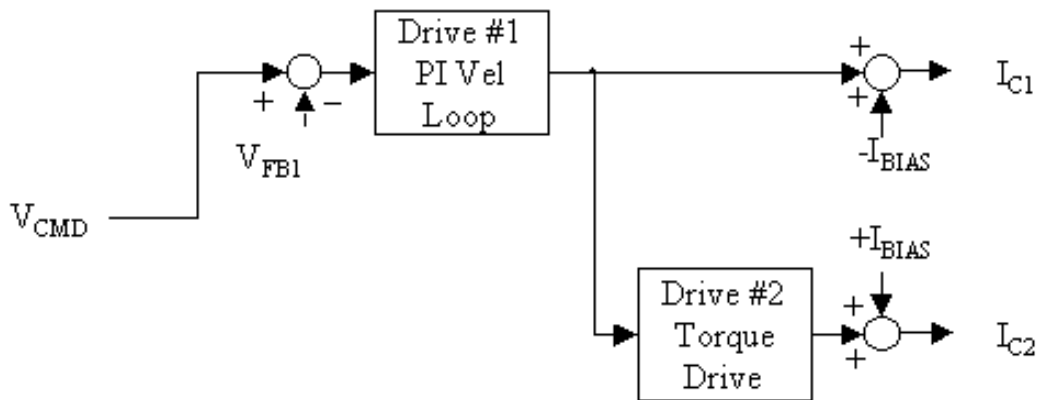 Drive #1
PI Vel
Loop
+
+
-
+
+
I_C1
V_FB1
-I_BIAS
V_CMD
+I_BIAS
Drive #2
Torque
Drive
+
+
I_C2